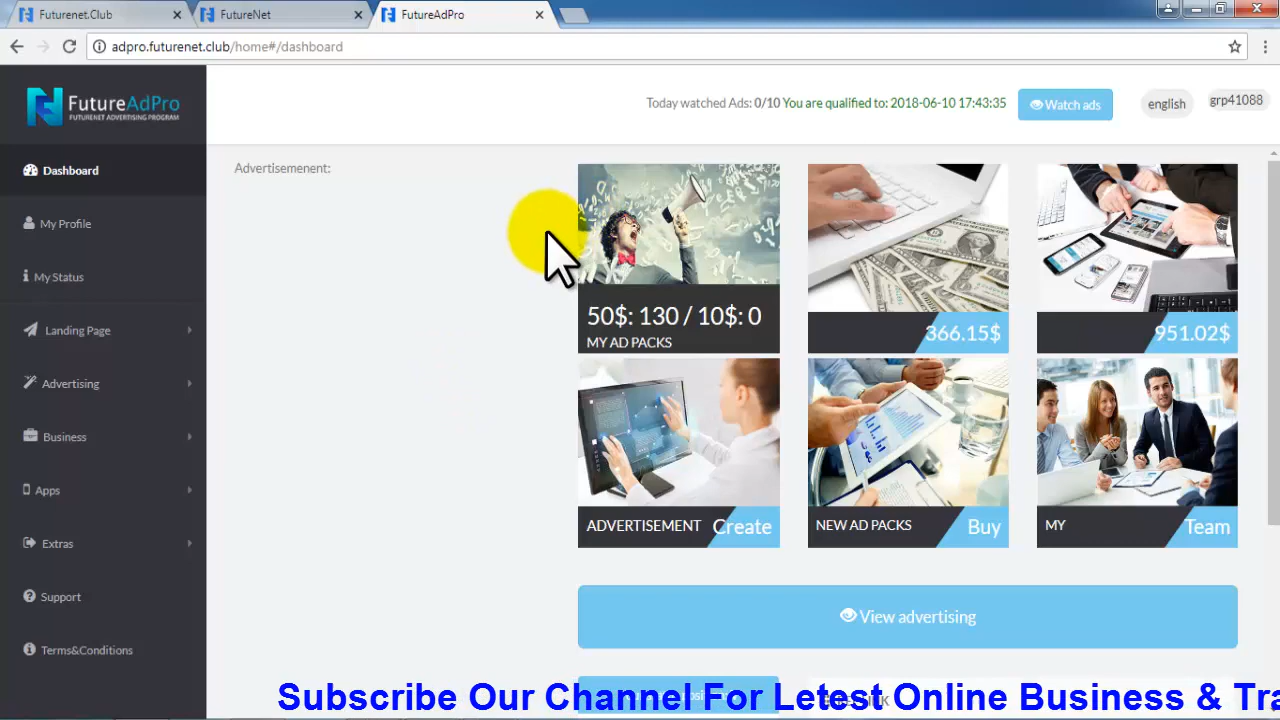 Futurenet.Club
FutureNet
FutureAdPro
adpro.futurenet.club/home#/dashboard
FutureAdPro
FUTURENET ADVERTISING PROGRAM
Today watched Ads: 0/10 You are qualified to: 2018-06-10 17:43:35
Watch ads
english
grp41088
Dashboard
My Profile
My Status
Landing Page
Advertising
Business
Apps
Extras
Support
Terms&Conditions
Advertisemenent:
50$: 130 / 10$: 0
MY AD PACKS
366.15$
951.02$
ADVERTISEMENT Create
NEW AD PACKS Buy
MY Team
View advertising
Subscribe Our Channel For Letest Online Business & Tra